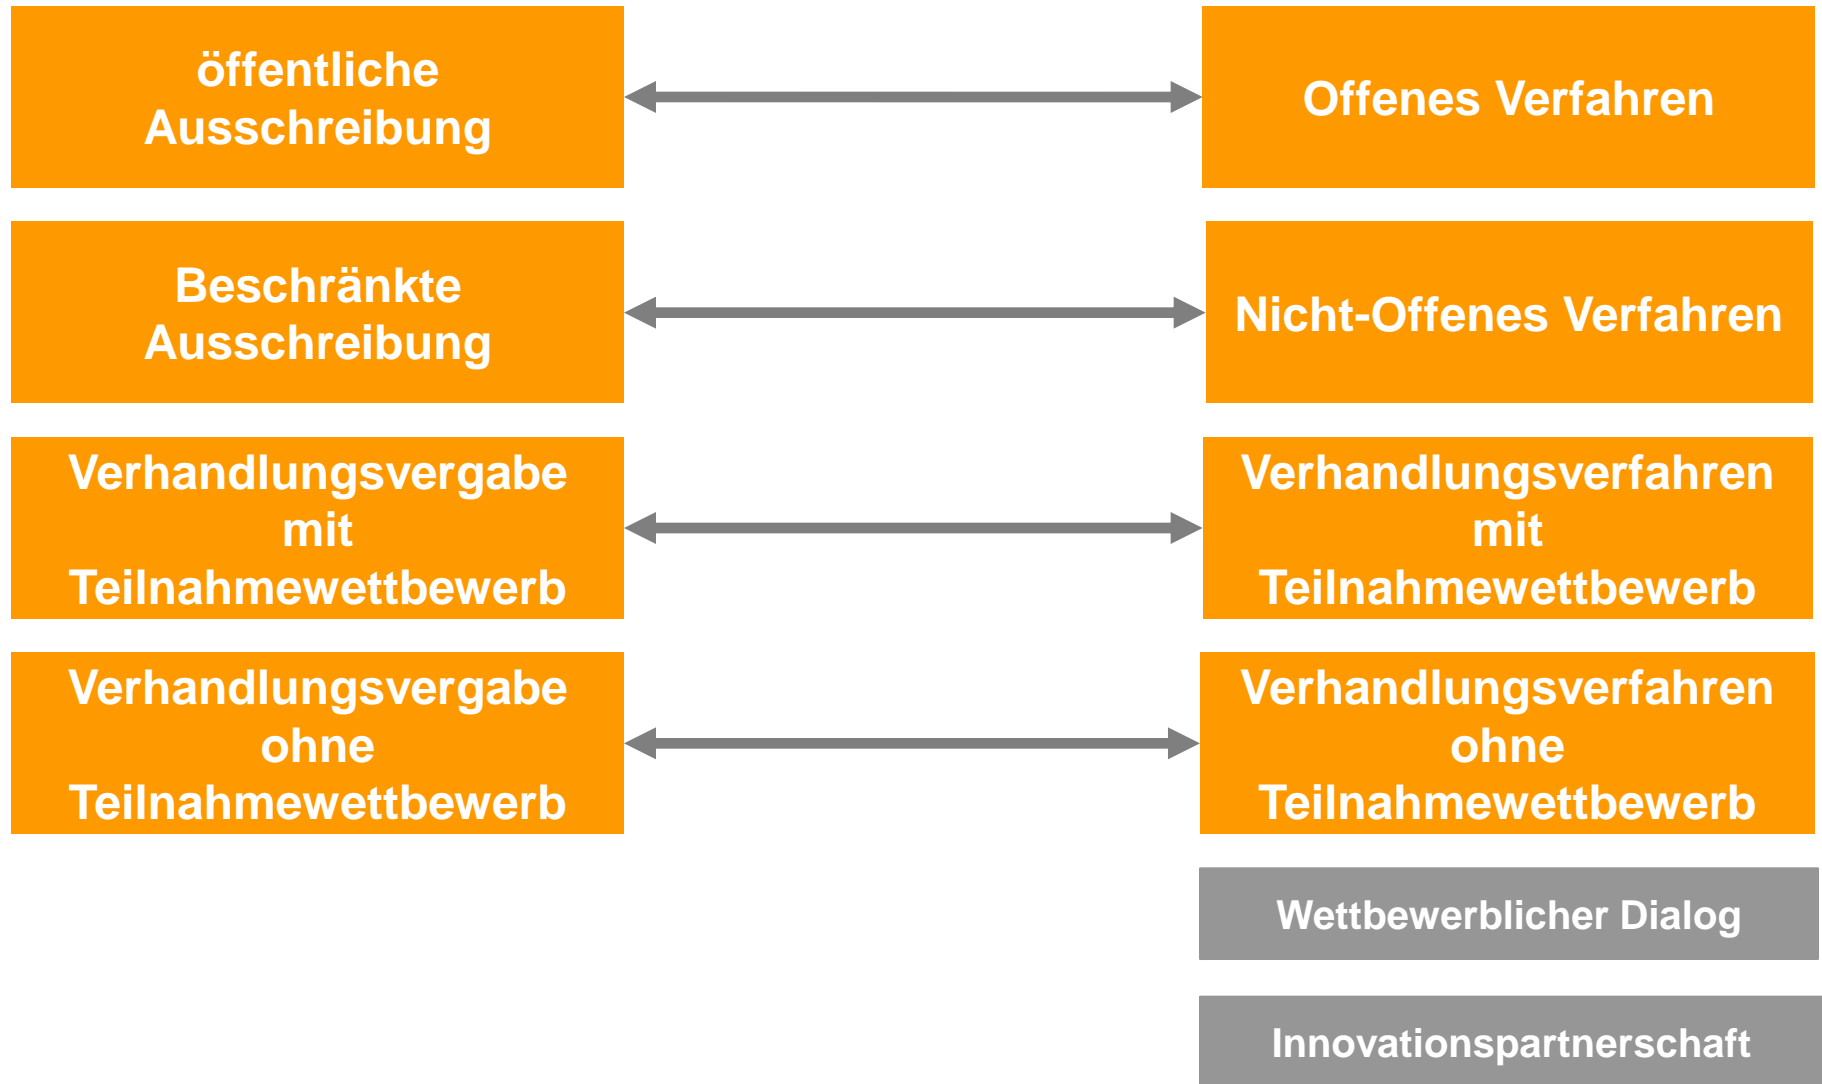 öffentliche
Ausschreibung
Offenes Verfahren
Beschränkte
Ausschreibung
Nicht-Offenes Verfahren
Verhandlungsvergabe
mit
Teilnahmewettbewerb
Verhandlungsverfahren
mit
Teilnahmewettbewerb
Verhandlungsvergabe
ohne
Teilnahmewettbewerb
Verhandlungsverfahren
ohne
Teilnahmewettbewerb
Wettbewerblicher Dialog
Innovationspartnerschaft